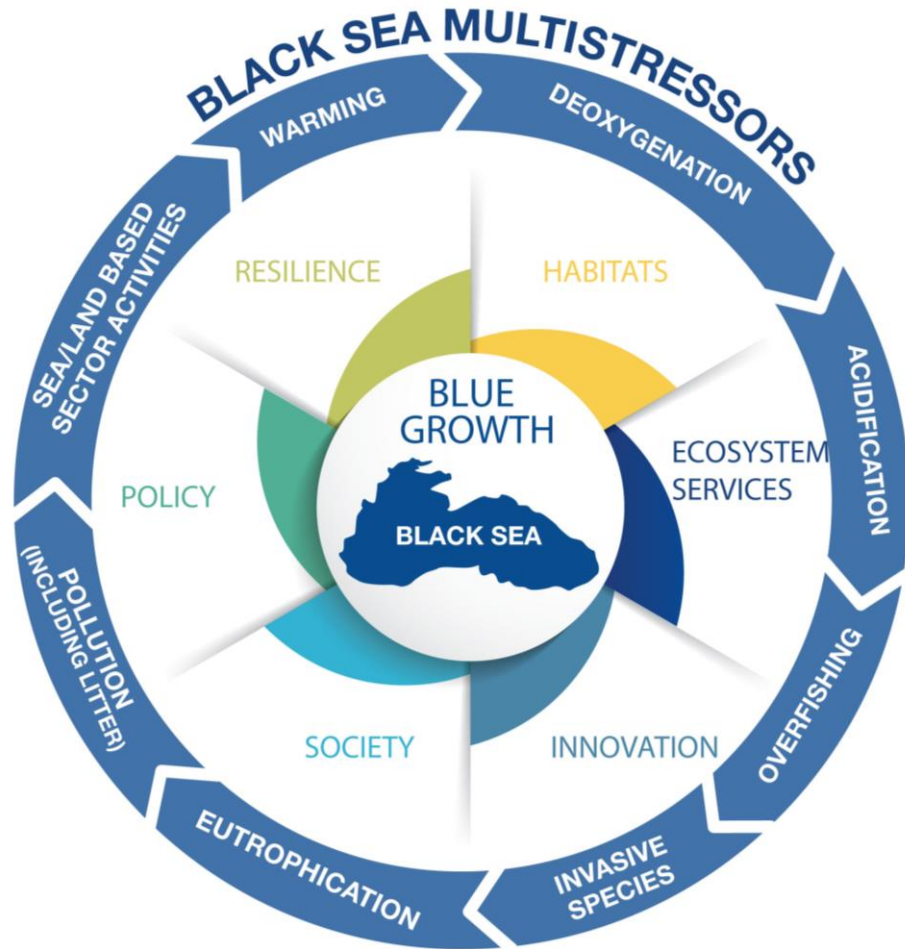 BLACK SEA MULTISTRESSORS
WARMING
DEOXYGENATION
ACIDIFICATION
OVERFISHING
INVASIVE
SPECIES
EUTROPHICATION
POLLUTION
(INCLUDING LITTER)
SEA/LAND BASED
SECTOR ACTIVITIES
RESILIENCE
HABITATS
ECOSYSTEM
SERVICES
INNOVATION
SOCIETY
POLICY
BLUE
GROWTH
BLACK SEA